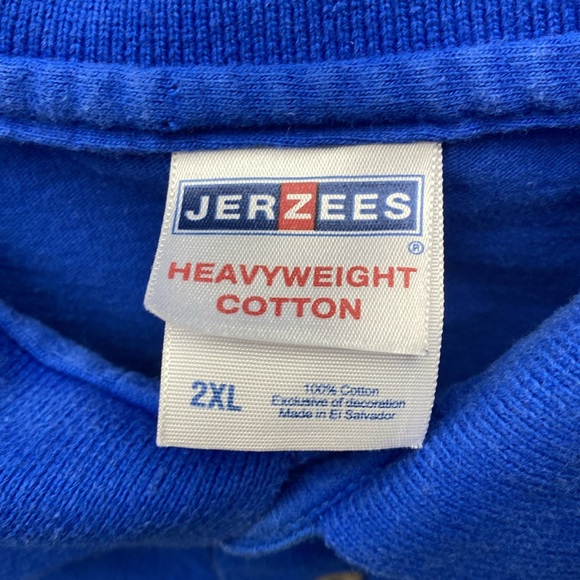 JERZEES
®
HEAVYWEIGHT
COTTON
2XL
100% Cotton
Exclusive of decoration
Made in El Salvador